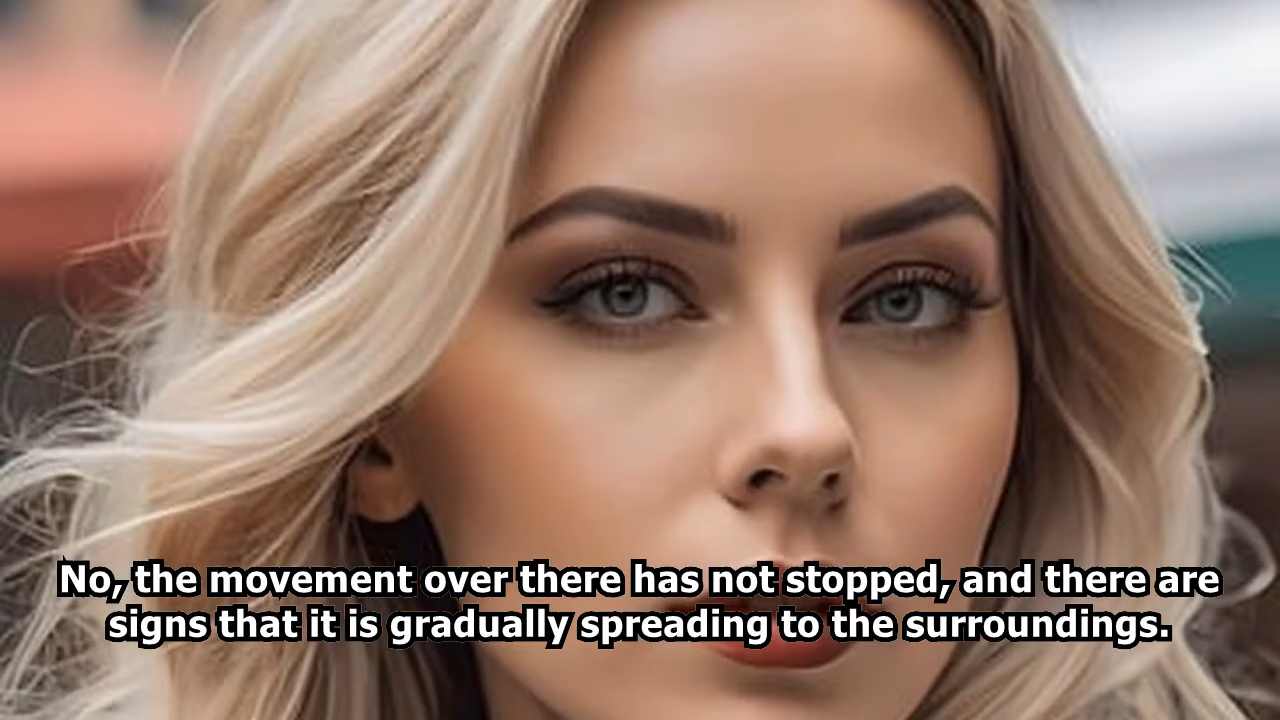 No, the movement over there has not stopped, and there are
signs that it is gradually spreading to the surroundings.